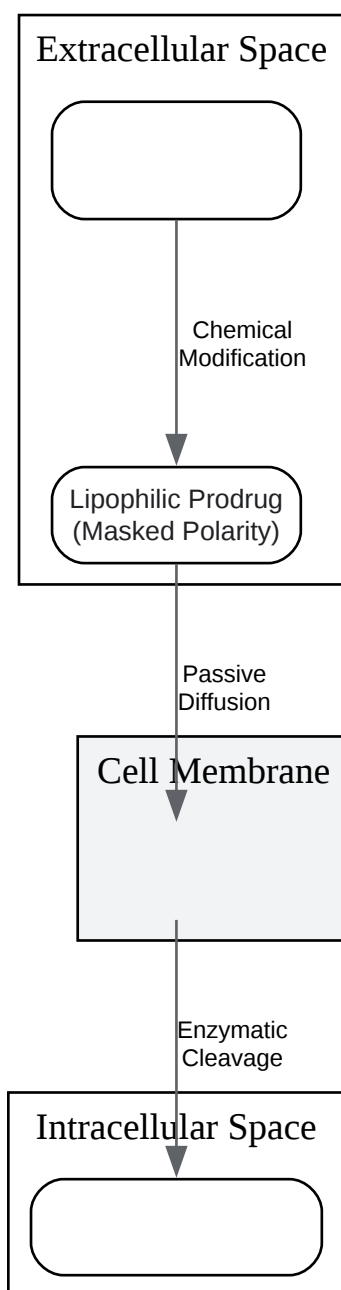 Extracellular Space
Chemical
Modification
Lipophilic Prodrug
(Masked Polarity)
Passive
Diffusion
Cell Membrane
Enzymatic
Cleavage
Intracellular Space